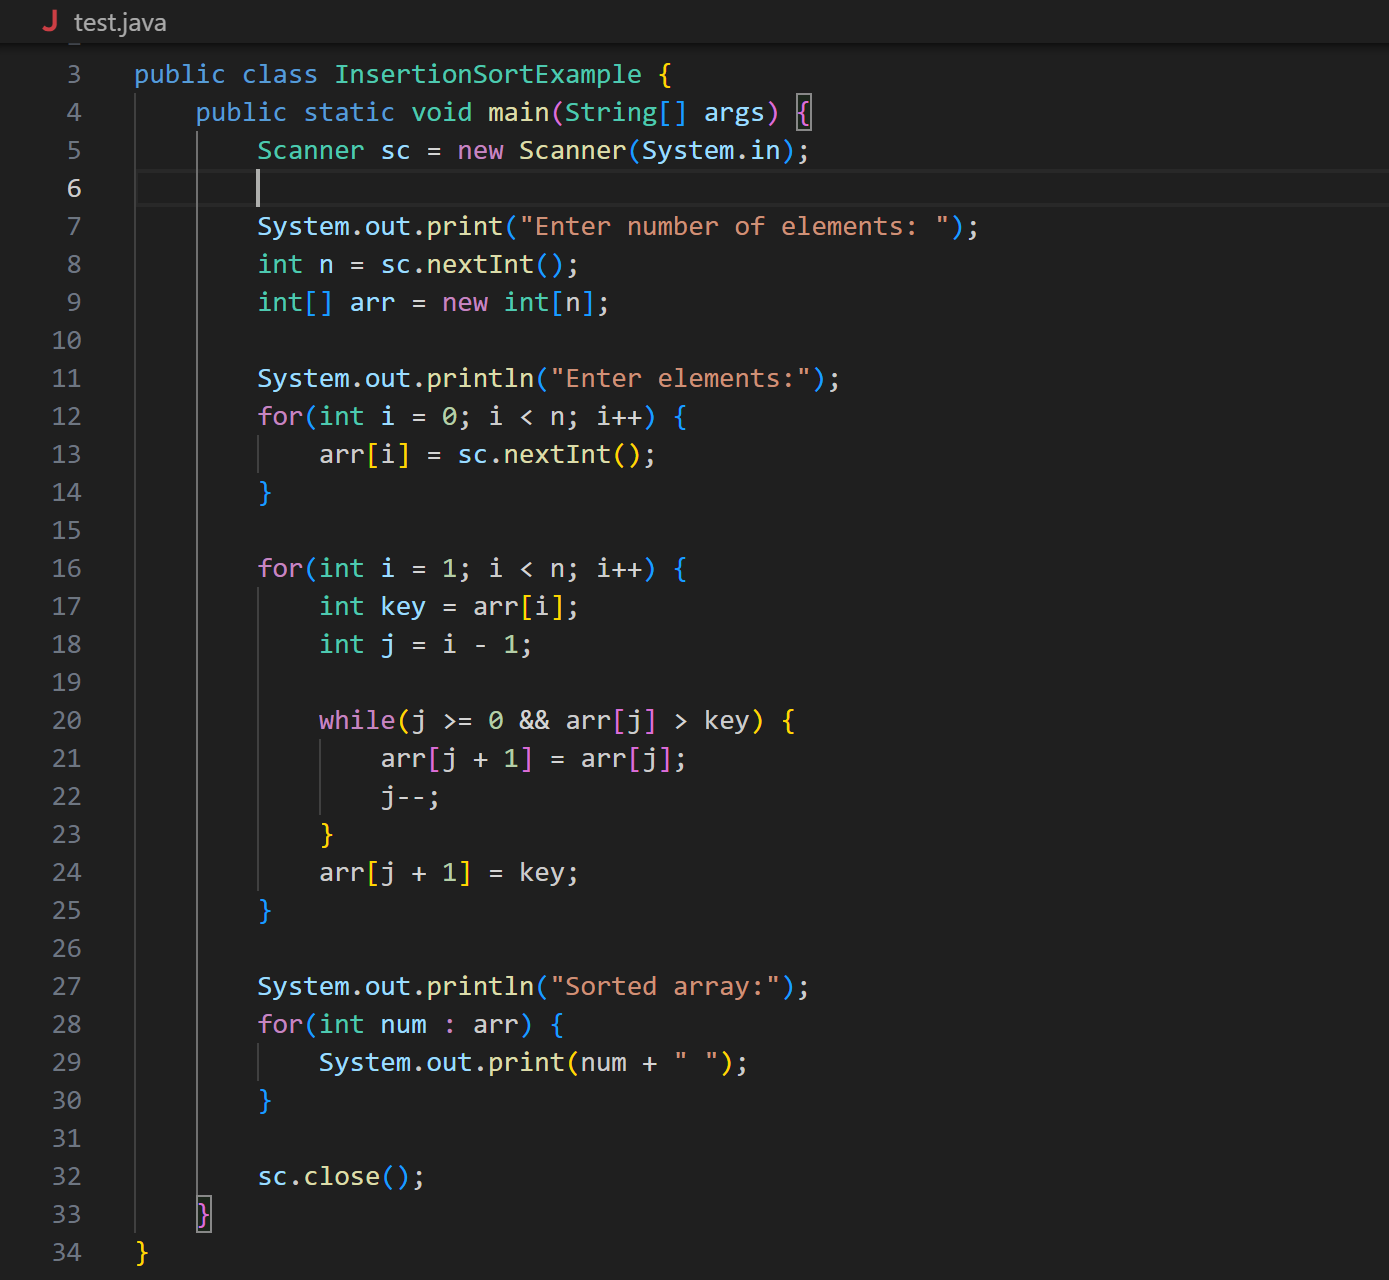 J test.java
3 public class InsertionSortExample {
4     public static void main(String[] args) {
5         Scanner sc = new Scanner(System.in);
6
7         System.out.print("Enter number of elements: ");
8         int n = sc.nextInt();
9         int[] arr = new int[n];
10
11         System.out.println("Enter elements:");
12         for(int i = 0; i < n; i++) {
13             arr[i] = sc.nextInt();
14         }
15
16         for(int i = 1; i < n; i++) {
17             int key = arr[i];
18             int j = i - 1;
19
20             while(j >= 0 && arr[j] > key) {
21                 arr[j + 1] = arr[j];
22                 j--;
23             }
24             arr[j + 1] = key;
25         }
26
27         System.out.println("Sorted array:");
28         for(int num : arr) {
29             System.out.print(num + " ");
30         }
31
32         sc.close();
33     }
34 }